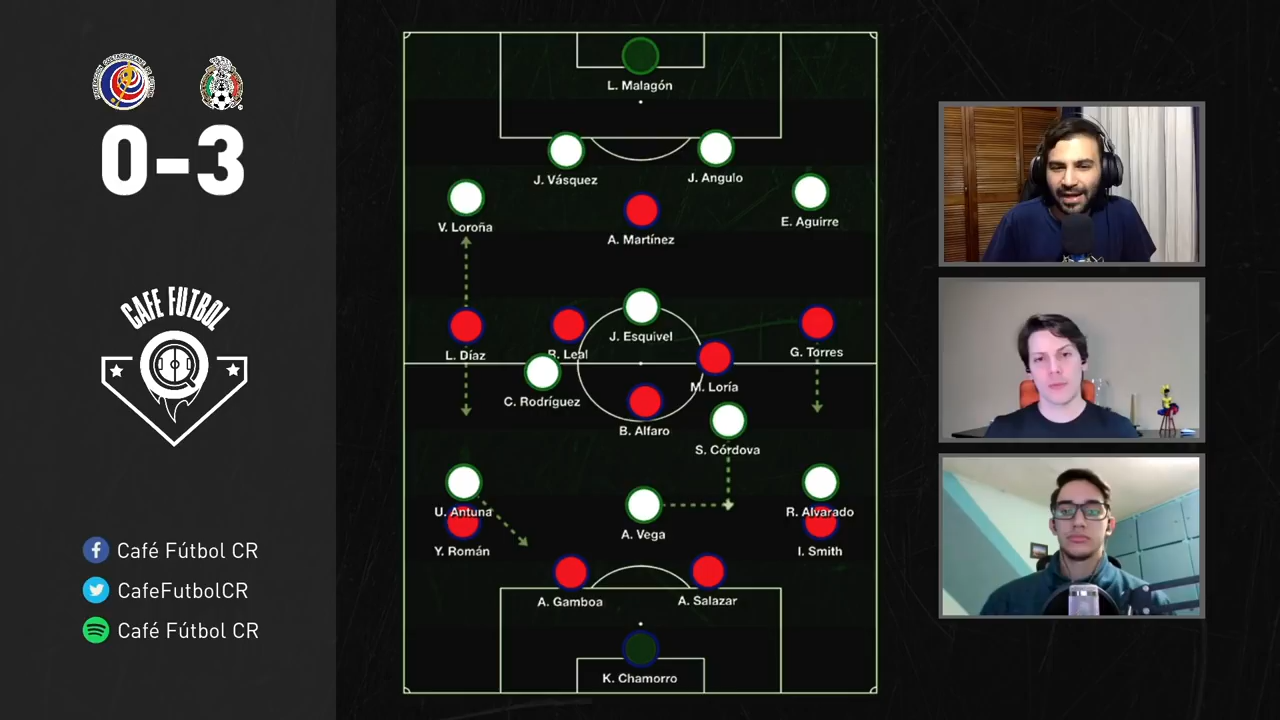 0-3
CAFE FUTBOL
Café Fútbol CR
CafeFutbolCR
Café Fútbol CR
L. Malagón
J. Vásquez
J. Angulo
V. Loroña
A. Martínez
E. Aguirre
J. Esquivel
L. Díaz
R. Leal
G. Torres
M. Loría
C. Rodríguez
B. Alfaro
S. Córdova
U. Antuna
R. Alvarado
A. Vega
Y. Román
I. Smith
A. Gamboa
A. Salazar
K. Chamorro